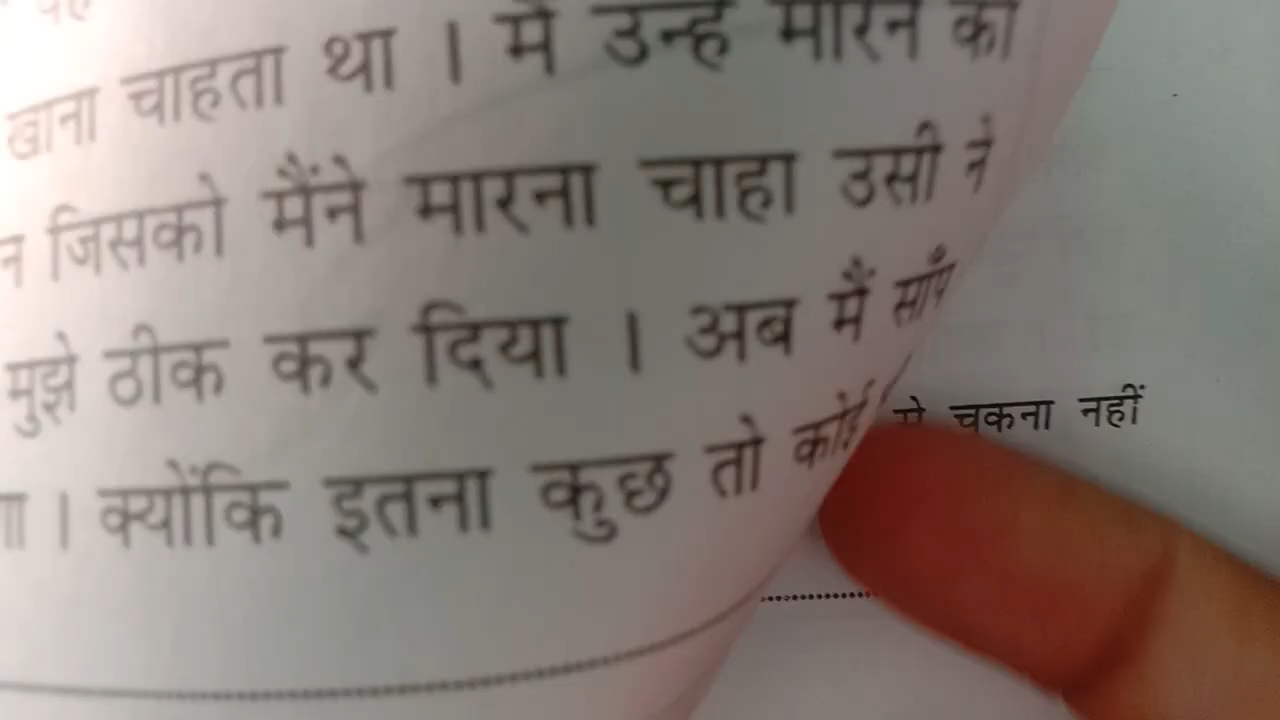 खाना चाहता था । मैं उन्हें मारने
जिसको मैंने मारना चाहा उसी ने
मुझे ठीक कर दिया । अब मैं साँप
चकना नहीं
। क्योंकि इतना कुछ तो कोई